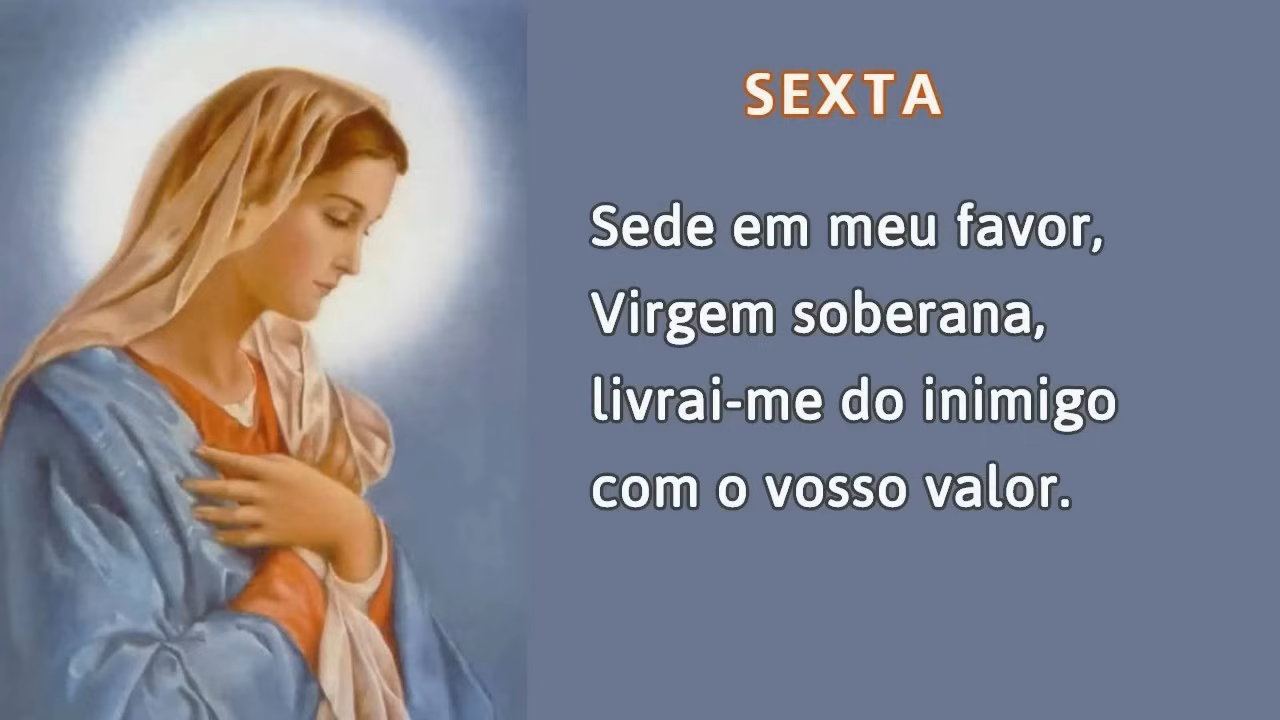 SEXTA
Sede em meu favor,
Virgem soberana,
livrai-me do inimigo
com o vosso valor.